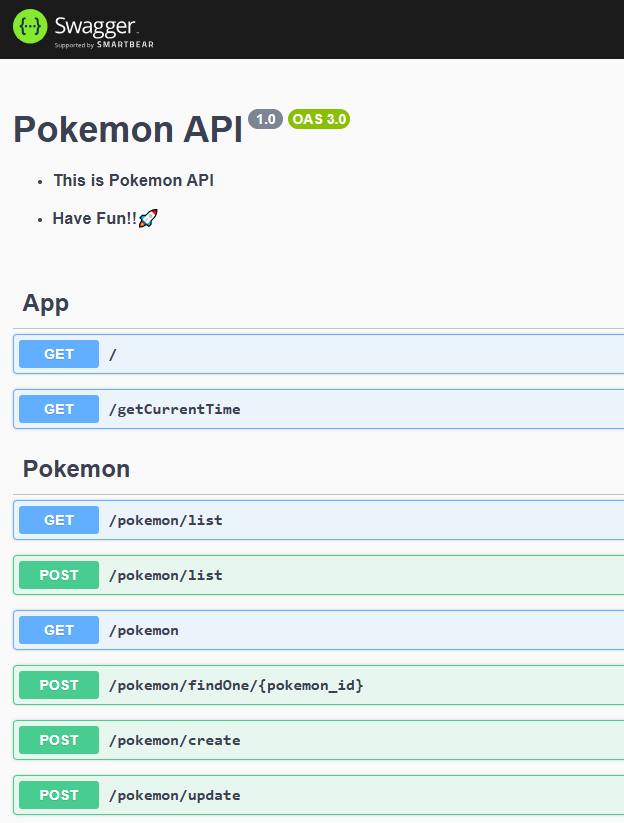 Swagger
Supported by SMARTBEAR
Pokemon API 1.0 OAS 3.0
• This is Pokemon API
• Have Fun!!🚀
App
GET /
GET /getCurrentTime
Pokemon
GET /pokemon/list
POST /pokemon/list
GET /pokemon
POST /pokemon/findOne/{pokemon_id}
POST /pokemon/create
POST /pokemon/update